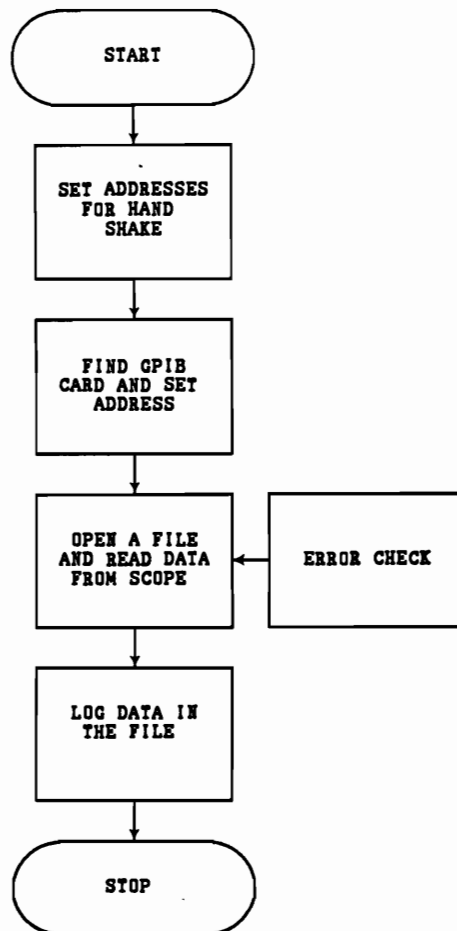 START
SET ADDRESSES
FOR HAND
SHAKE
FIND GPIB
CARD AND SET
ADDRESS
OPEN A FILE
AND READ DATA
FROM SCOPE
ERROR CHECK
LOG DATA IN
THE FILE
STOP